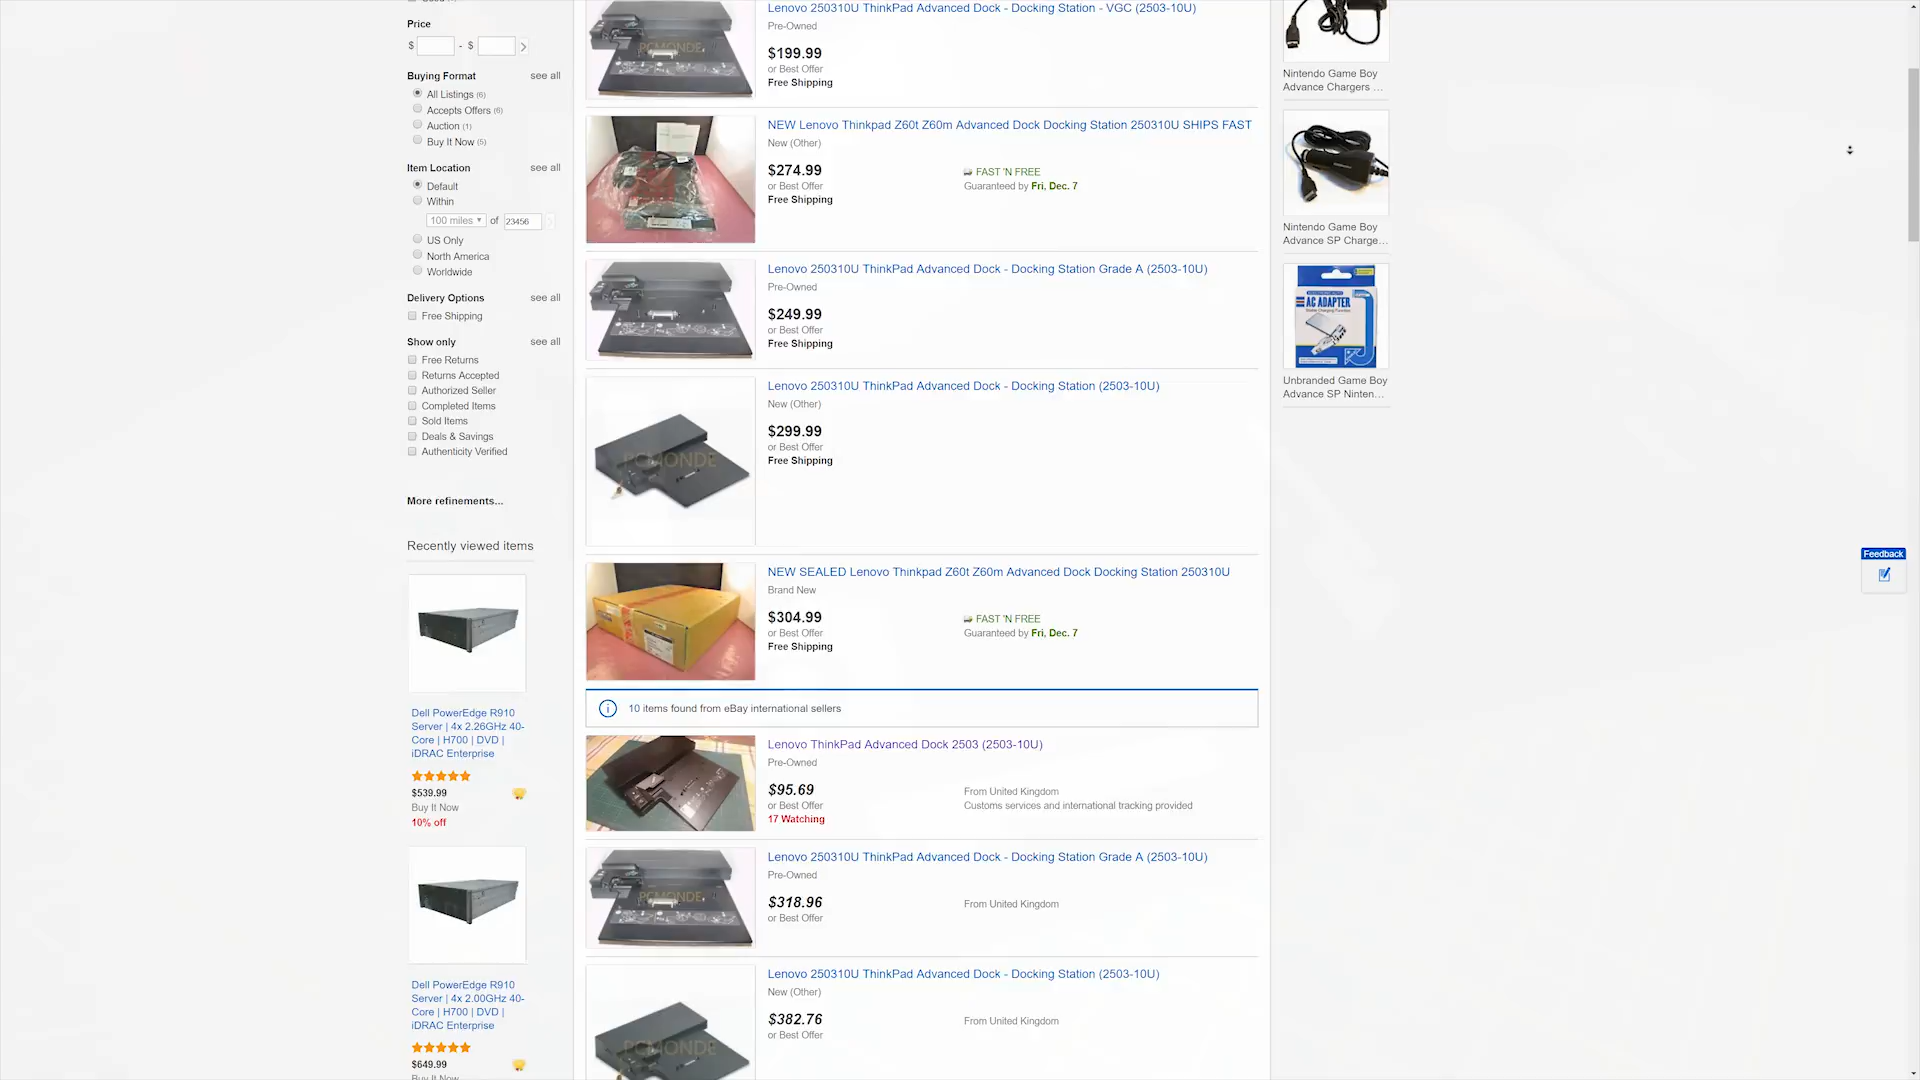 Price
$ - $
Buying Format see all
All Listings (6)
Accepts Offers (6)
Auction (1)
Buy It Now (5)
Item Location see all
Default
Within
100 miles of 23456
US Only
North America
Worldwide
Delivery Options see all
Free Shipping
Show only see all
Free Returns
Returns Accepted
Authorized Seller
Completed Items
Sold Items
Deals & Savings
Authenticity Verified
More refinements...
Recently viewed items
Dell PowerEdge R910
Server | 4x 2.26GHz 40-
Core | H700 | DVD |
iDRAC Enterprise
$539.99
Buy It Now
10% off
Dell PowerEdge R910
Server | 4x 2.00GHz 40-
Core | H700 | DVD |
iDRAC Enterprise
$649.99
Buy It Now
Lenovo 250310U ThinkPad Advanced Dock - Docking Station - VGC (2503-10U)
Pre-Owned
$199.99
or Best Offer
Free Shipping
PCMONDE
NEW Lenovo Thinkpad Z60t Z60m Advanced Dock Docking Station 250310U SHIPS FAST
New (Other)
$274.99 FAST 'N FREE
or Best Offer Guaranteed by Fri, Dec. 7
Free Shipping
Lenovo 250310U ThinkPad Advanced Dock - Docking Station Grade A (2503-10U)
Pre-Owned
$249.99
or Best Offer
Free Shipping
Lenovo 250310U ThinkPad Advanced Dock - Docking Station (2503-10U)
New (Other)
$299.99
or Best Offer
Free Shipping
PCMONDE
NEW SEALED Lenovo Thinkpad Z60t Z60m Advanced Dock Docking Station 250310U
Brand New
$304.99 FAST 'N FREE
or Best Offer Guaranteed by Fri, Dec. 7
Free Shipping
10 items found from eBay international sellers
Lenovo ThinkPad Advanced Dock 2503 (2503-10U)
Pre-Owned
$95.69 From United Kingdom
or Best Offer Customs services and international tracking provided
17 Watching
Lenovo 250310U ThinkPad Advanced Dock - Docking Station Grade A (2503-10U)
Pre-Owned
$318.96 From United Kingdom
or Best Offer
PCMONDE
Lenovo 250310U ThinkPad Advanced Dock - Docking Station (2503-10U)
New (Other)
$382.76 From United Kingdom
or Best Offer
PCMONDE
Nintendo Game Boy
Advance Chargers ...
Nintendo Game Boy
Advance SP Charge...
AC ADAPTER
Unbranded Game Boy
Advance SP Ninten...
Feedback